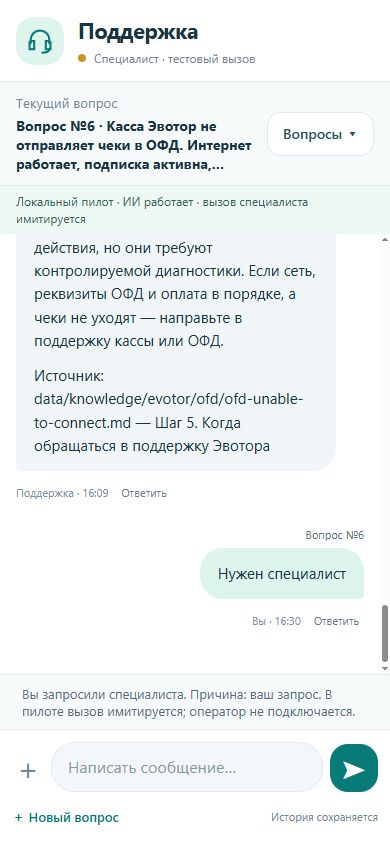 Поддержка
Специалист · тестовый вызов
Текущий вопрос
Вопрос №6 · Касса Эвотор не
отправляет чеки в ОФД. Интернет
работает, подписка активна,...
Вопросы ▼
Локальный пилот · ИИ работает · вызов специалиста
имитируется
действия, но они требуют
контролируемой диагностики. Если сеть,
реквизиты ОФД и оплата в порядке, а
чеки не уходят — направьте в
поддержку кассы или ОФД.
Источник:
data/knowledge/evotor/ofd/ofd-unable-
to-connect.md — Шаг 5. Когда
обращаться в поддержку Эвотора
Поддержка · 16:09 Ответить
Вопрос №6
Нужен специалист
Вы · 16:30 Ответить
Вы запросили специалиста. Причина: ваш запрос. В
пилоте вызов имитируется; оператор не подключается.
+ Написать сообщение...
+ Новый вопрос
История сохраняется